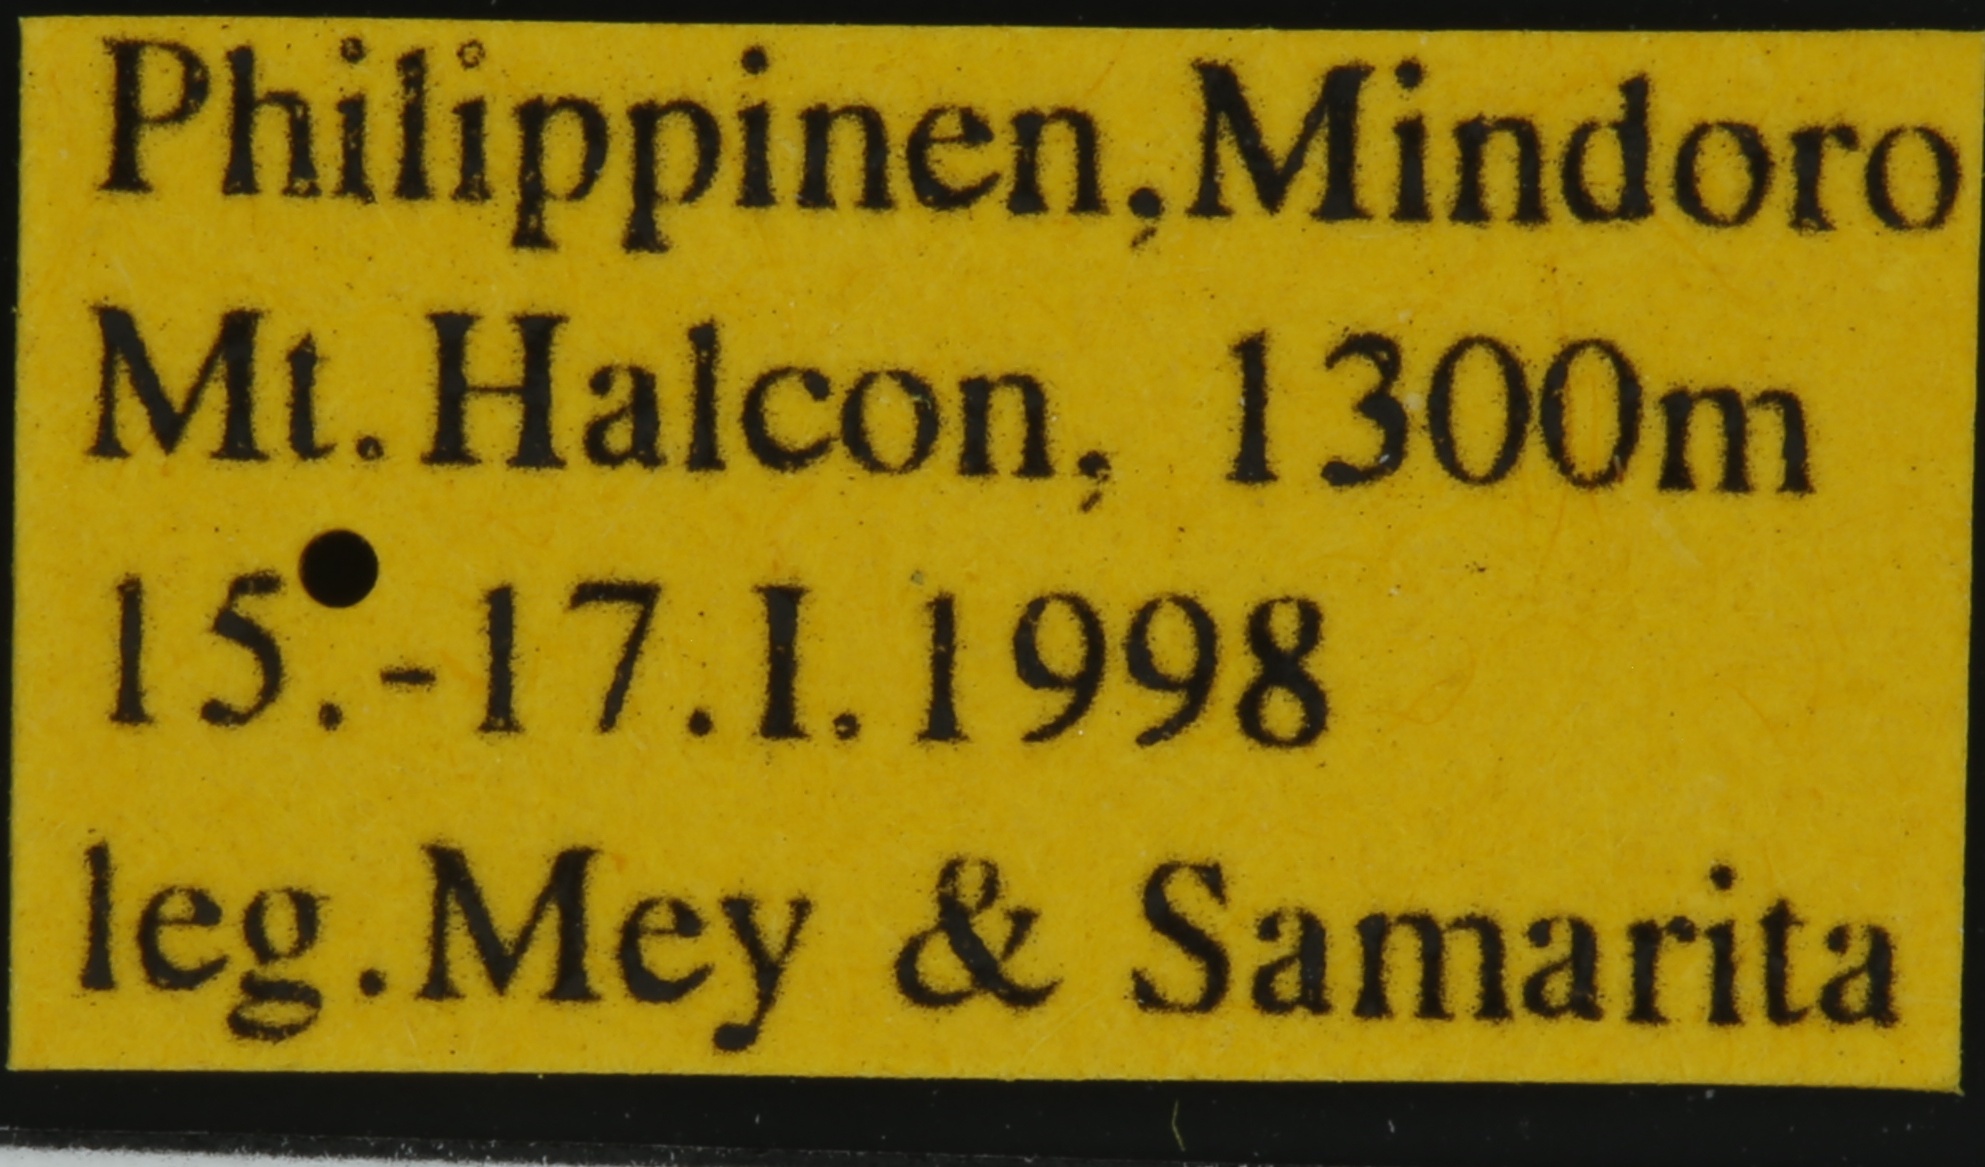 Philippinen,Mindoro
Mt.Halcon, 1300m
15.-17.I.1998
leg.Mey & Samarita